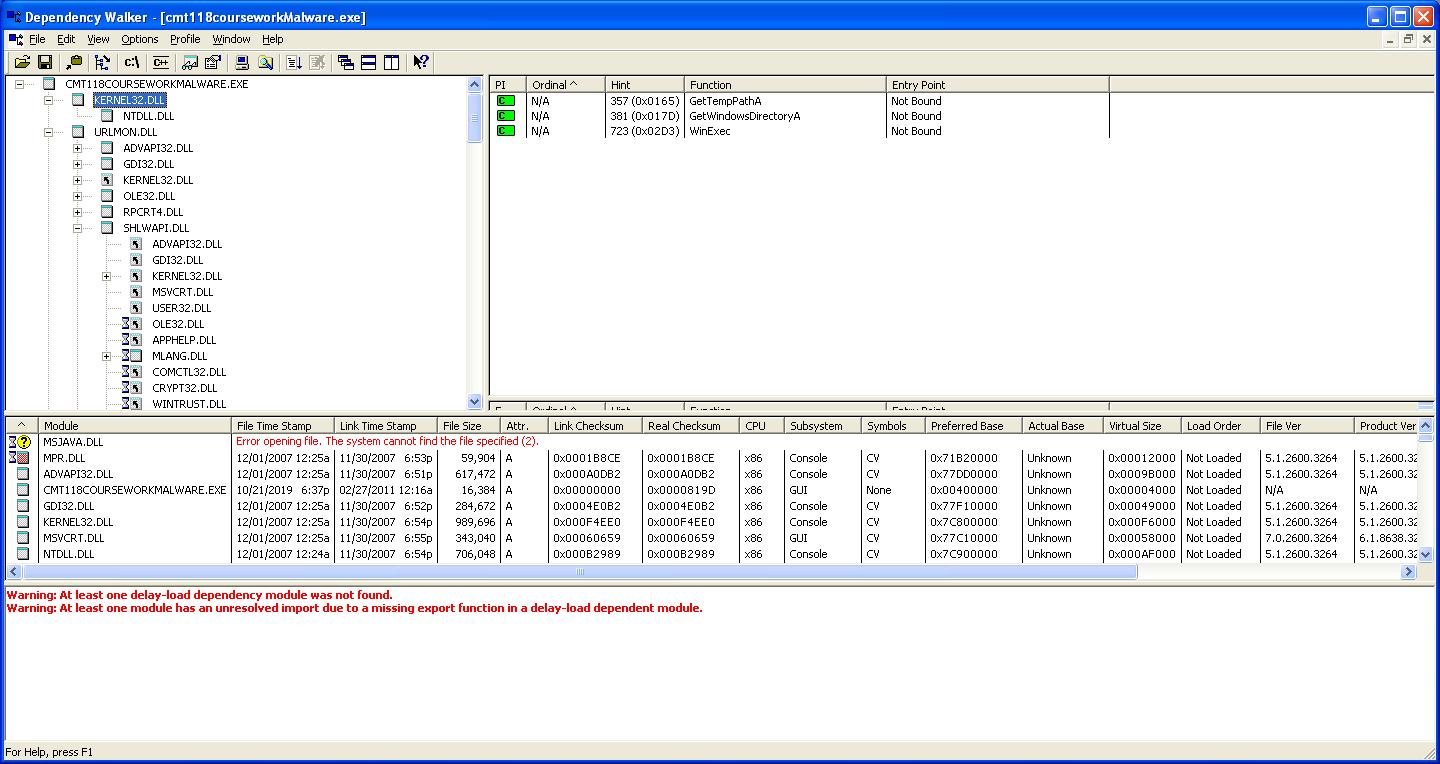 Dependency Walker - [cmt118courseworkMalware.exe]
File Edit View Options Profile Window Help
C:\ C++
CMT118COURSEWORKMALWARE.EXE
KERNEL32.DLL
NTDLL.DLL
URLMON.DLL
ADVAPI32.DLL
GDI32.DLL
KERNEL32.DLL
OLE32.DLL
RPCRT4.DLL
SHLWAPI.DLL
ADVAPI32.DLL
GDI32.DLL
KERNEL32.DLL
MSVCRT.DLL
USER32.DLL
OLE32.DLL
APPHELP.DLL
MLANG.DLL
COMCTL32.DLL
CRYPT32.DLL
WINTRUST.DLL
PI Ordinal ^ Hint Function Entry Point
C N/A 357 (0x0165) GetTempPathA Not Bound
C N/A 381 (0x017D) GetWindowsDirectoryA Not Bound
C N/A 723 (0x02D3) WinExec Not Bound
E Ordinal ^ Hint Function Entry Point
^ Module File Time Stamp Link Time Stamp File Size Attr. Link Checksum Real Checksum CPU Subsystem Symbols Preferred Base Actual Base Virtual Size Load Order File Ver Product Ver
MSJAVA.DLL Error opening file. The system cannot find the file specified (2).
MPR.DLL 12/01/2007 12:25a 11/30/2007 6:53p 59,904 A 0x0001B8CE 0x0001B8CE x86 Console CV 0x71B20000 Unknown 0x00012000 Not Loaded 5.1.2600.3264 5.1.2600.32
ADVAPI32.DLL 12/01/2007 12:25a 11/30/2007 6:51p 617,472 A 0x000A0DB2 0x000A0DB2 x86 Console CV 0x77DD0000 Unknown 0x0009B000 Not Loaded 5.1.2600.3264 5.1.2600.32
CMT118COURSEWORKMALWARE.EXE 10/21/2019 6:37p 02/27/2011 12:16a 16,384 A 0x00000000 0x0000819D x86 GUI None 0x00400000 Unknown 0x00004000 Not Loaded N/A N/A
GDI32.DLL 12/01/2007 12:25a 11/30/2007 6:52p 284,672 A 0x0004E0B2 0x0004E0B2 x86 Console CV 0x77F10000 Unknown 0x00049000 Not Loaded 5.1.2600.3264 5.1.2600.32
KERNEL32.DLL 12/01/2007 12:25a 11/30/2007 6:54p 989,696 A 0x000F4EE0 0x000F4EE0 x86 Console CV 0x7C800000 Unknown 0x000F6000 Not Loaded 5.1.2600.3264 5.1.2600.32
MSVCRT.DLL 12/01/2007 12:25a 11/30/2007 6:55p 343,040 A 0x00060659 0x00060659 x86 GUI CV 0x77C10000 Unknown 0x00058000 Not Loaded 7.0.2600.3264 6.1.8638.32
NTDLL.DLL 12/01/2007 12:24a 11/30/2007 6:54p 706,048 A 0x000B2989 0x000B2989 x86 Console CV 0x7C900000 Unknown 0x000AF000 Not Loaded 5.1.2600.3264 5.1.2600.32
Warning: At least one delay-load dependency module was not found.
Warning: At least one module has an unresolved import due to a missing export function in a delay-load dependent module.
For Help, press F1